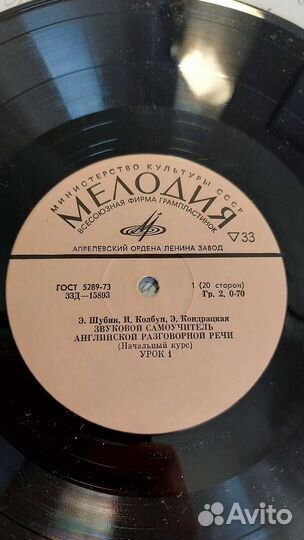 МИНИСТЕРСТВО КУЛЬТУРЫ СССР
МЕЛОДИЯ
ВСЕСОЮЗНАЯ ФИРМА ГРАМПЛАСТИНОК
АПРЕЛЕВСКИЙ ОРДЕНА ЛЕНИНА ЗАВОД
▽33
ГОСТ 5289-73
33Д—15893
1 (20 сторон)
Гр. 2, 0-70
Э. Шубин, И. Колбун, Э. Кондрацкая
ЗВУКОВОЙ САМОУЧИТЕЛЬ
АНГЛИЙСКОЙ РАЗГОВОРНОЙ РЕЧИ
(Начальный курс)
УРОК 1
Avito